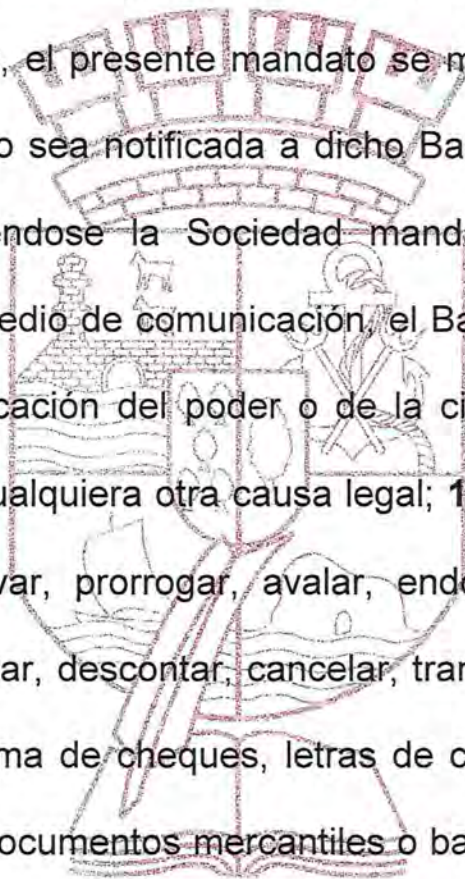 , el presente mandato se m
o sea notificada a dicho Ba
éndose la Sociedad mand
edio de comunicación, el Ba
cación del poder o de la ci
ualquiera otra causa legal; 1
var, prorrogar, avalar, endo
ar, descontar, cancelar, tran
ma de cheques, letras de c
ocumentos mercantiles o ba